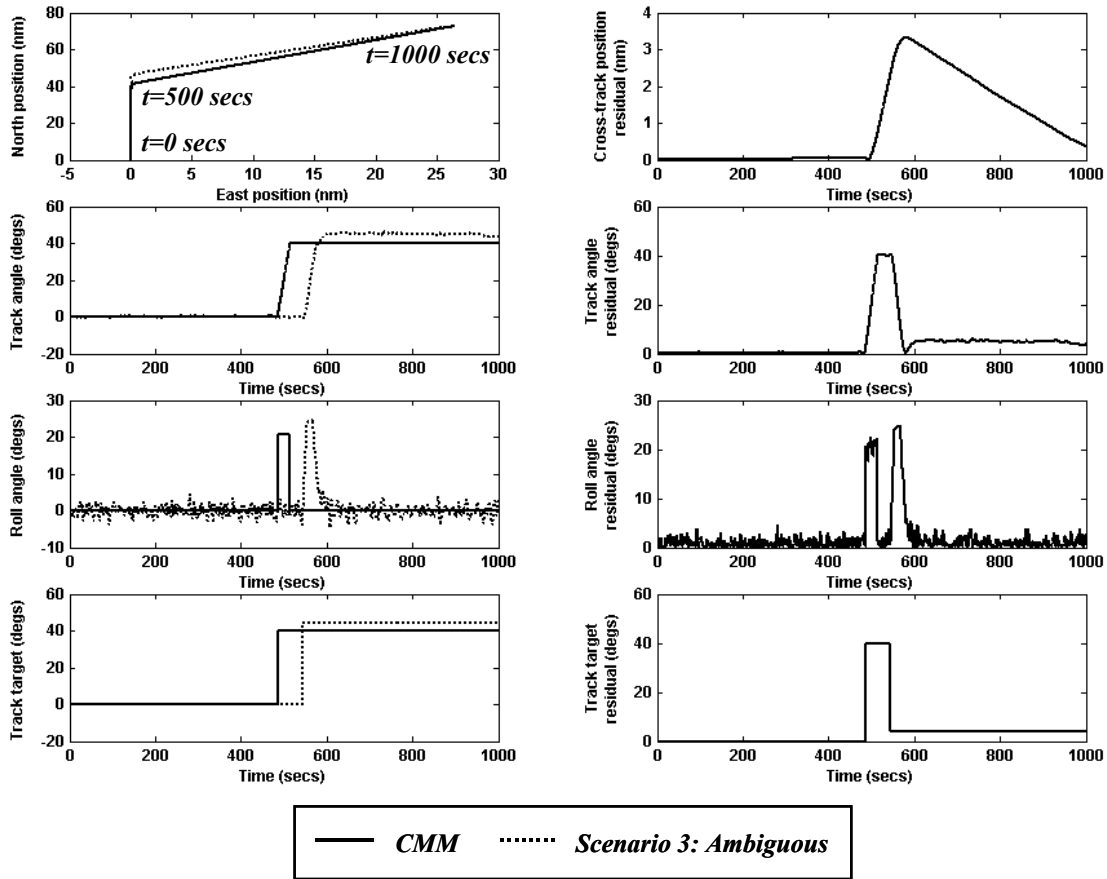 80
60
40
20
0
North position (nm)
t=1000 secs
t=500 secs
t=0 secs
-5 0 5 10 15 20 25 30
East position (nm)
4
3
2
1
0
Cross-track position
residual (nm)
0 200 400 600 800 1000
Time (secs)
60
40
20
0
-20
Track angle (degs)
0 200 400 600 800 1000
Time (secs)
60
40
20
0
Track angle
residual (degs)
0 200 400 600 800 1000
Time (secs)
30
20
10
0
-10
Roll angle (degs)
0 200 400 600 800 1000
Time (secs)
30
20
10
0
Roll angle
residual (degs)
0 200 400 600 800 1000
Time (secs)
60
40
20
0
-20
Track target (degs)
0 200 400 600 800 1000
Time (secs)
60
40
20
0
Track target
residual (degs)
0 200 400 600 800 1000
Time (secs)
CMM
Scenario 3: Ambiguous